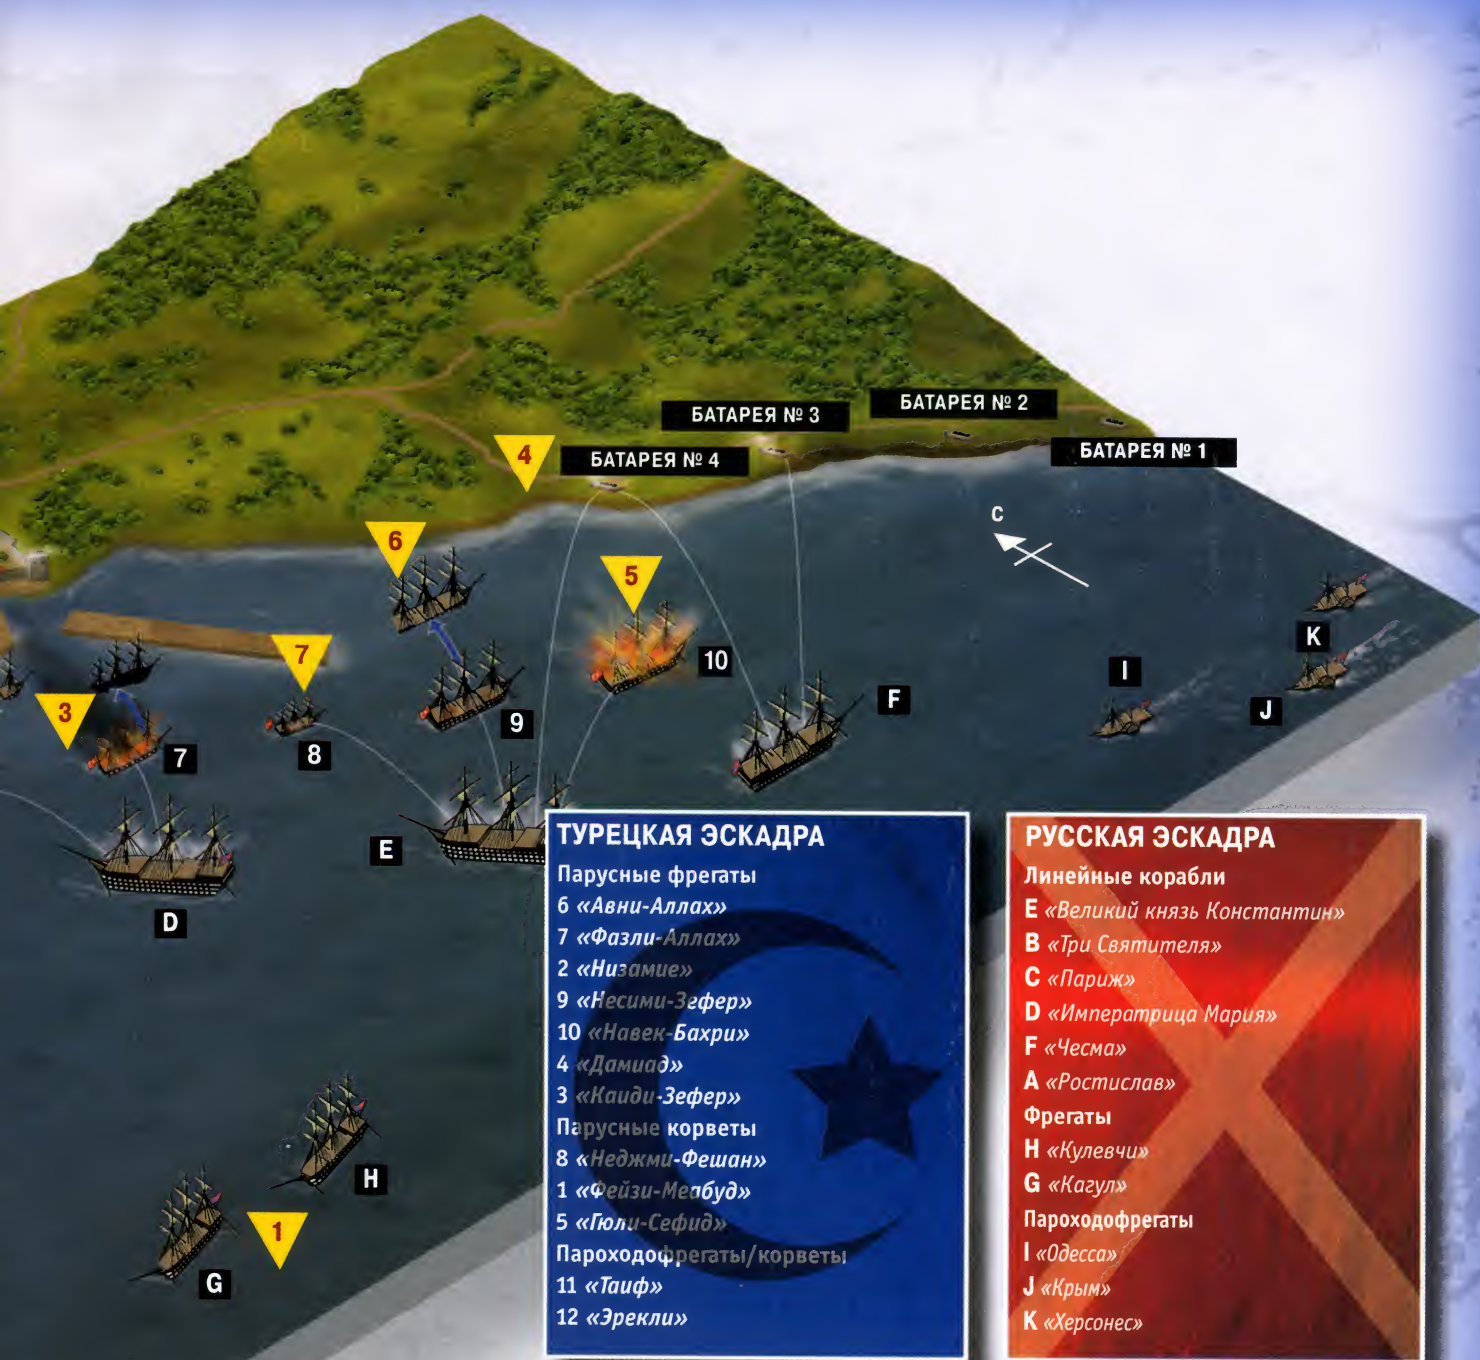 БАТАРЕЯ № 2
БАТАРЕЯ № 3
БАТАРЕЯ № 1
4
БАТАРЕЯ № 4
С
6
5
K
7
10
I
F
3
J
9
7
8
E
D
H
1
G
ТУРЕЦКАЯ ЭСКАДРА
Парусные фрегаты
6 «Авни-Аллах»
7 «Фазли-Аллах»
2 «Низамие»
9 «Несими-Зефер»
10 «Навек-Бахри»
4 «Дамиад»
3 «Каиди-Зефер»
Парусные корветы
8 «Неджми-Фешан»
1 «Фейзи-Меабуд»
5 «Гюли-Сефид»
Пароходофрегаты/корветы
11 «Таиф»
12 «Эрекли»
РУССКАЯ ЭСКАДРА
Линейные корабли
E «Великий князь Константин»
B «Три Святителя»
C «Париж»
D «Императрица Мария»
F «Чесма»
A «Ростислав»
Фрегаты
H «Кулевчи»
G «Кагул»
Пароходофрегаты
I «Одесса»
J «Крым»
K «Херсонес»